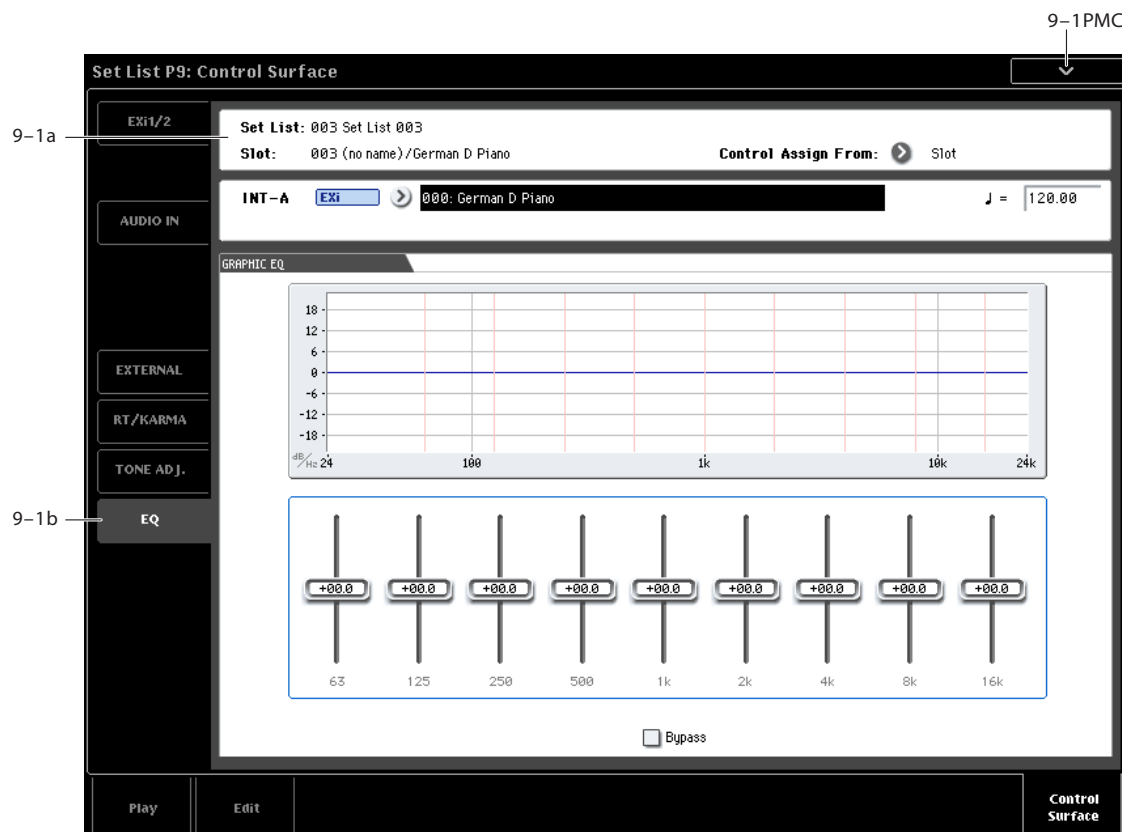 9–1PMC
Set List P9: Control Surface
EXi1/2
9–1a
Set List: 003 Set List 003
Slot: 003 (no name)/German D Piano Control Assign From: Slot
INT-A EXi 000: German D Piano ♩ = 120.00
AUDIO IN
GRAPHIC EQ
18
12
6
0
-6
-12
-18
dB/Hz 24 100 1k 10k 24k
EXTERNAL
RT/KARMA
TONE ADJ.
9–1b
EQ
+00.0 +00.0 +00.0 +00.0 +00.0 +00.0 +00.0 +00.0 +00.0
63 125 250 500 1k 2k 4k 8k 16k
Bypass
Play Edit Control
Surface